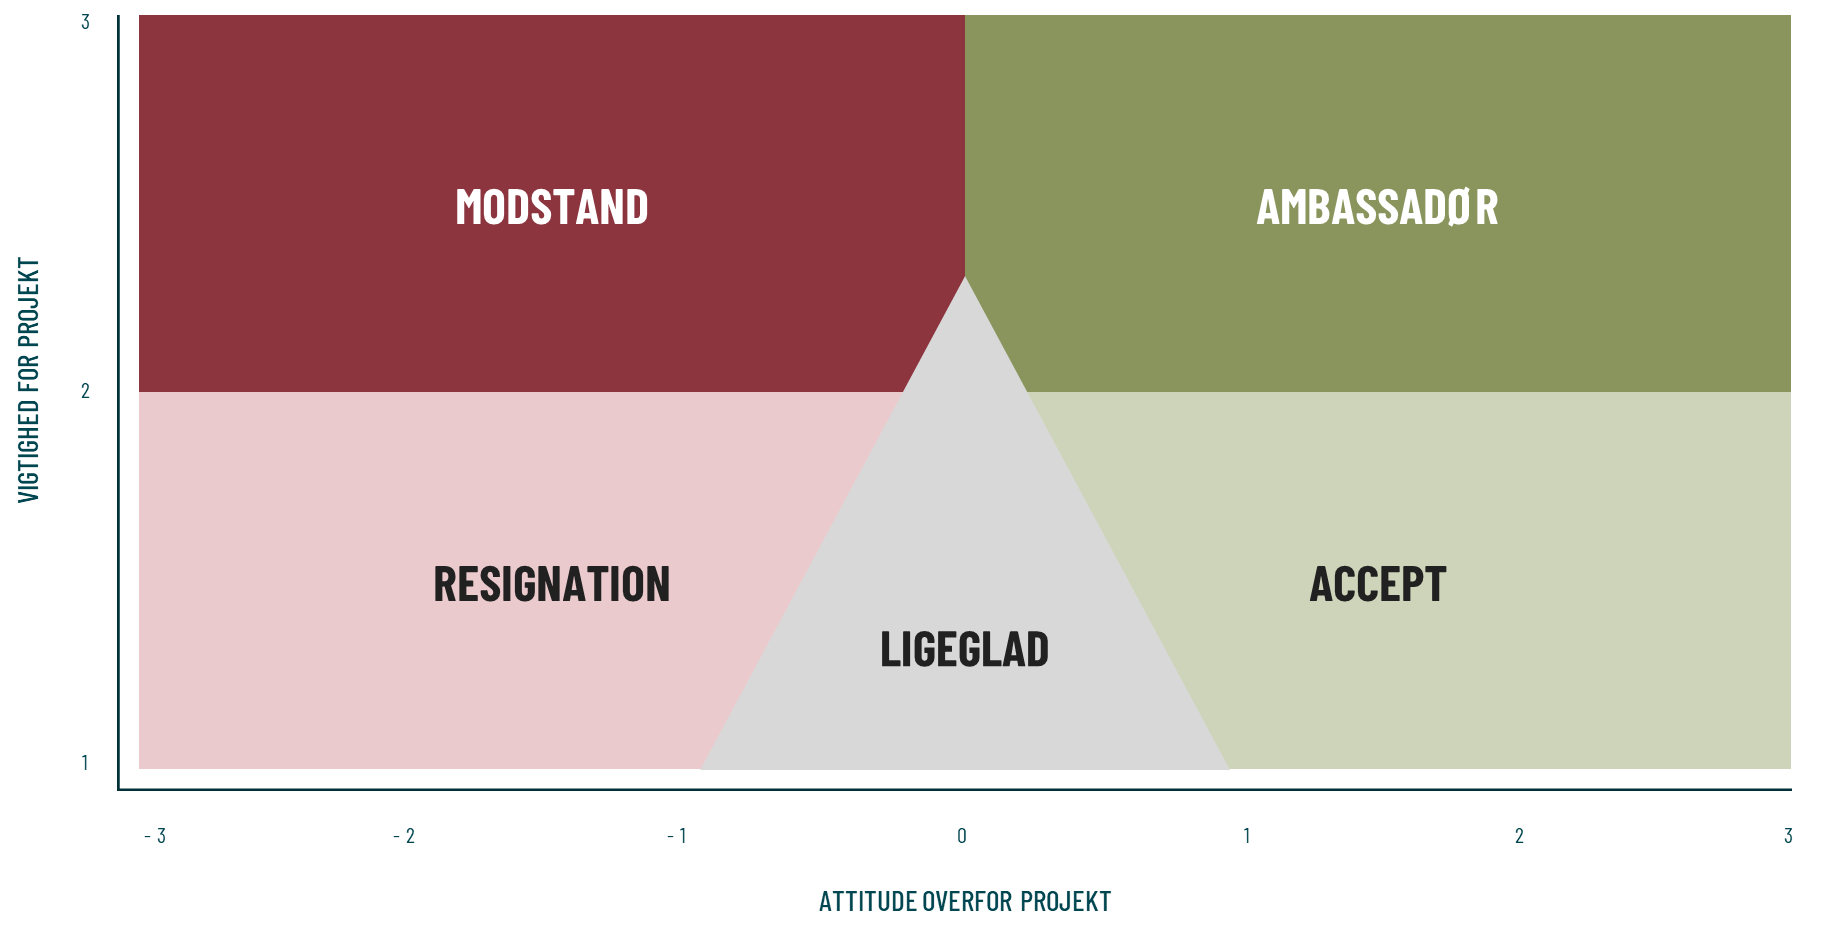 3
MODSTAND
AMBASSADØR
VIGTIGHED FOR PROJEKT
2
RESIGNATION
ACCEPT
LIGEGLAD
1
- 3
- 2
- 1
0
1
2
3
ATTITUDE OVERFOR PROJEKT